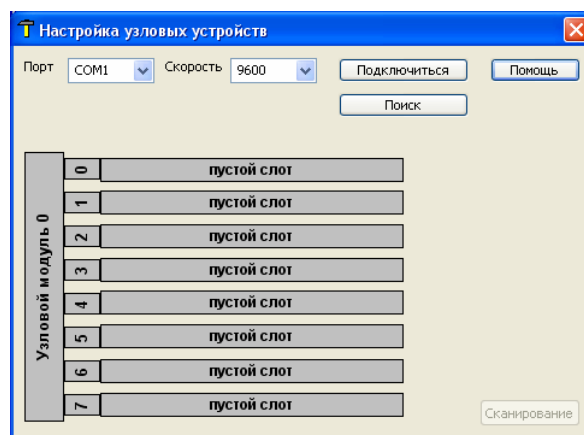 Настройка узловых устройств
Порт COM1 Скорость 9600 Подключиться Помощь
Поиск
Узловой модуль 0
0 пустой слот
1 пустой слот
2 пустой слот
3 пустой слот
4 пустой слот
5 пустой слот
6 пустой слот
7 пустой слот
Сканирование